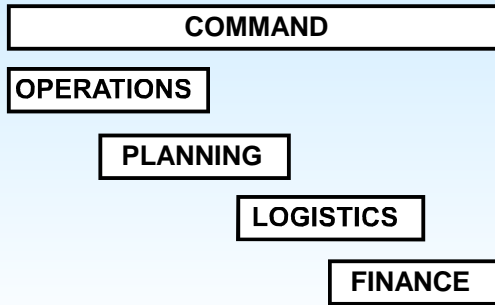 COMMAND
OPERATIONS
PLANNING
LOGISTICS
FINANCE